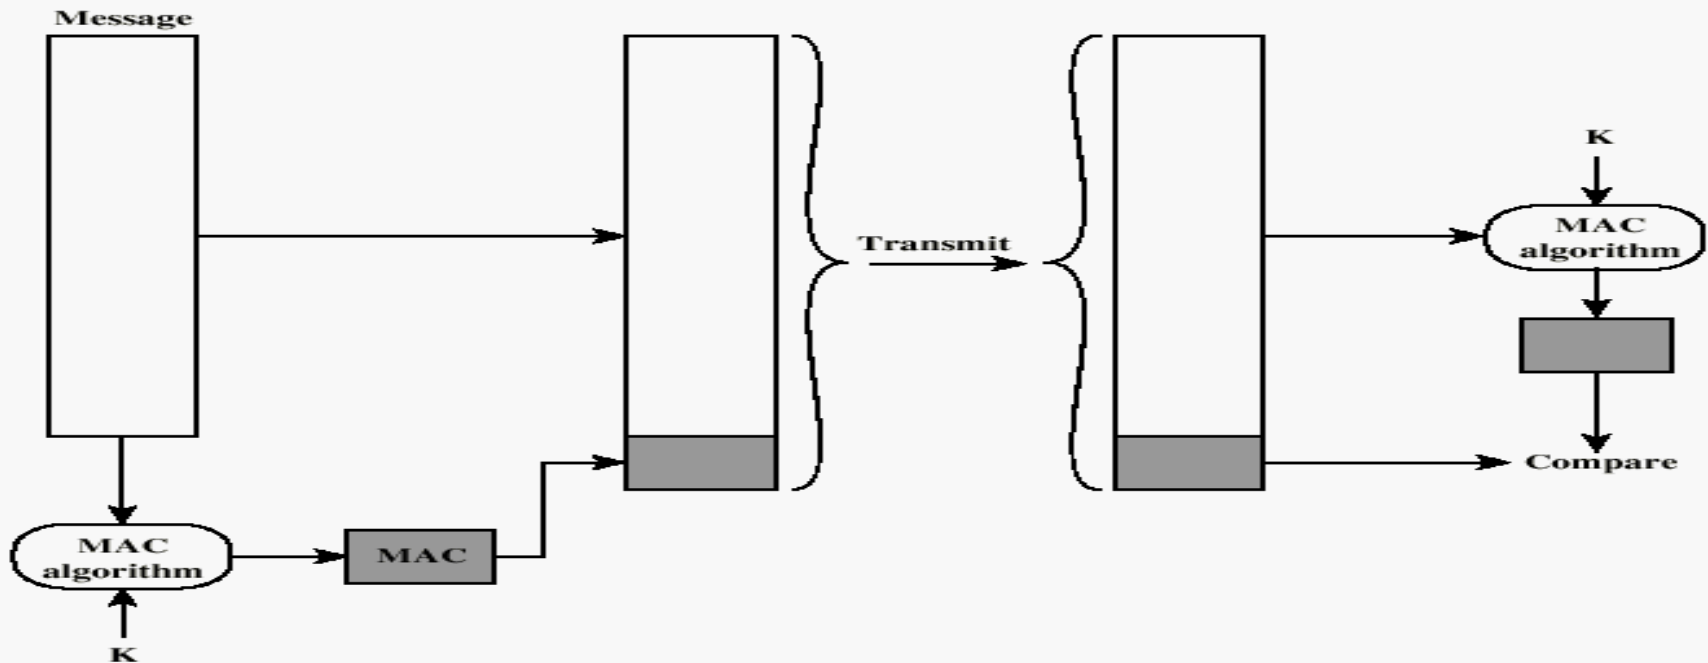 Message
K
Transmit
MAC
algorithm
Compare
MAC
algorithm
MAC
K